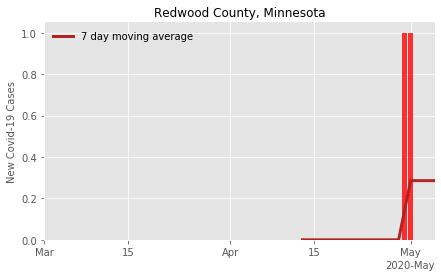 Redwood County, Minnesota
7 day moving average
New Covid-19 Cases
1.0
0.8
0.6
0.4
0.2
0.0
Mar
15
Apr
15
May
2020-May